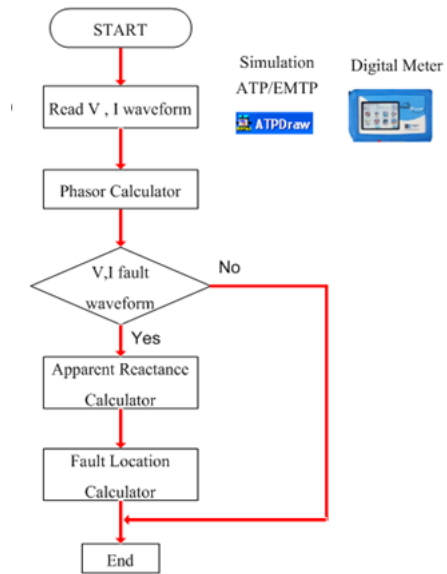 START
Simulation
ATP/EMTP
Digital Meter
ATPDraw
Read V , I waveform
Phasor Calculator
V,I fault
waveform
No
Yes
Apparent Reactance
Calculator
Fault Location
Calculator
End